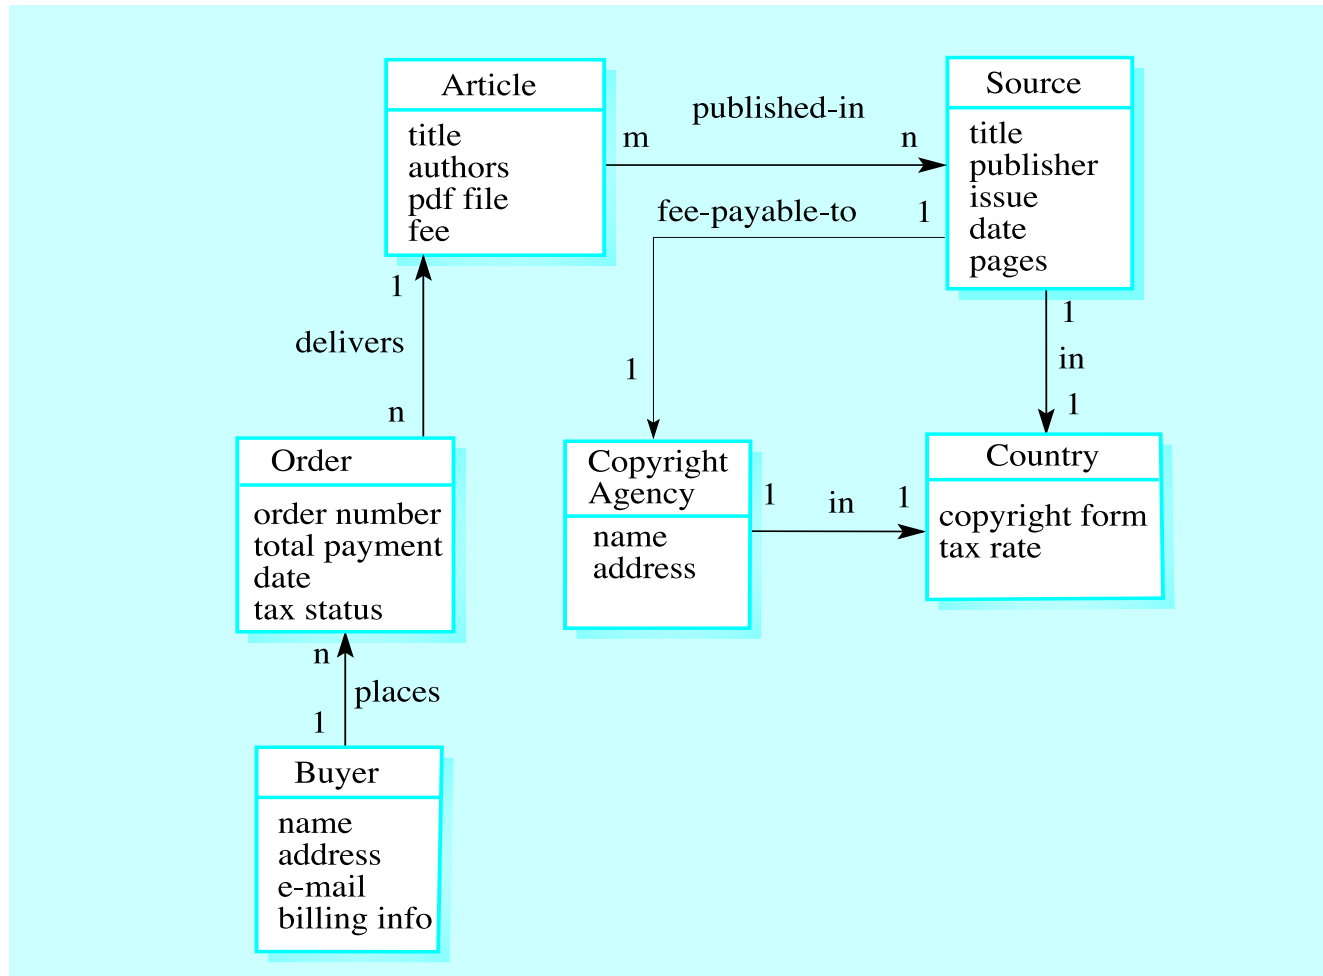 Article
title
authors
pdf file
fee
published-in
m
n
Source
title
publisher
issue
date
pages
fee-payable-to
1
1
1
in
1
1
delivers
n
Order
order number
total payment
date
tax status
Copyright
Agency
name
address
1
in
1
Country
copyright form
tax rate
n
places
1
Buyer
name
address
e-mail
billing info